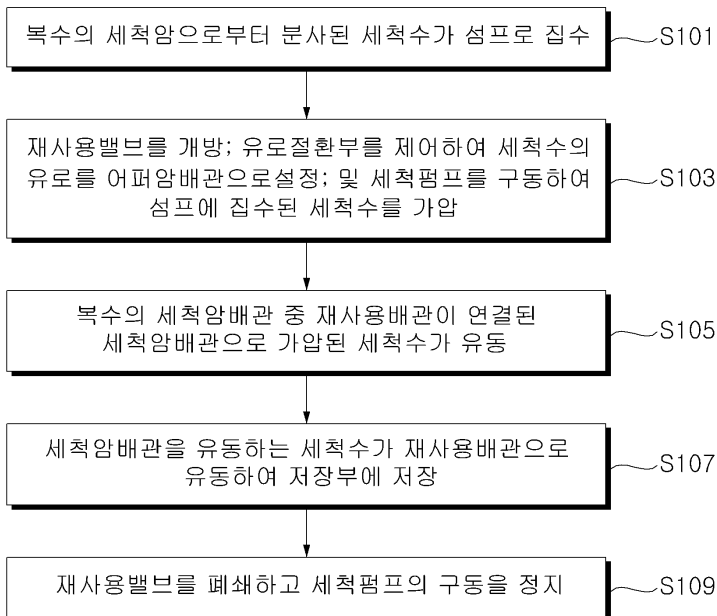 복수의 세척암으로부터 분사된 세척수가 섬프로 집수
S101
재사용밸브를 개방; 유로절환부를 제어하여 세척수의
유로를 어퍼암배관으로설정; 및 세척펌프를 구동하여
섬프에 집수된 세척수를 가압
S103
복수의 세척암배관 중 재사용배관이 연결된
세척암배관으로 가압된 세척수가 유동
S105
세척암배관을 유동하는 세척수가 재사용배관으로
유동하여 저장부에 저장
S107
재사용밸브를 폐쇄하고 세척펌프의 구동을 정지
S109